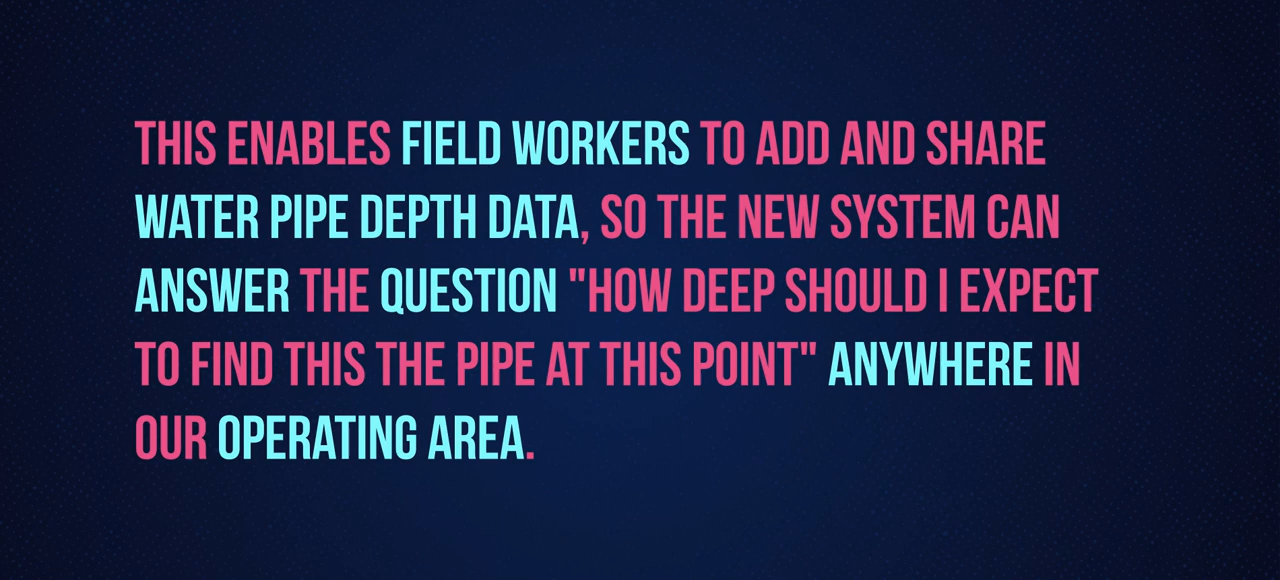 THIS ENABLES FIELD WORKERS TO ADD AND SHARE
WATER PIPE DEPTH DATA, SO THE NEW SYSTEM CAN
ANSWER THE QUESTION "HOW DEEP SHOULD I EXPECT
TO FIND THIS THE PIPE AT THIS POINT" ANYWHERE IN
OUR OPERATING AREA.